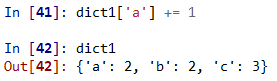 In [41]: dict1['a'] += 1
In [42]: dict1
Out[42]: {'a': 2, 'b': 2, 'c': 3}